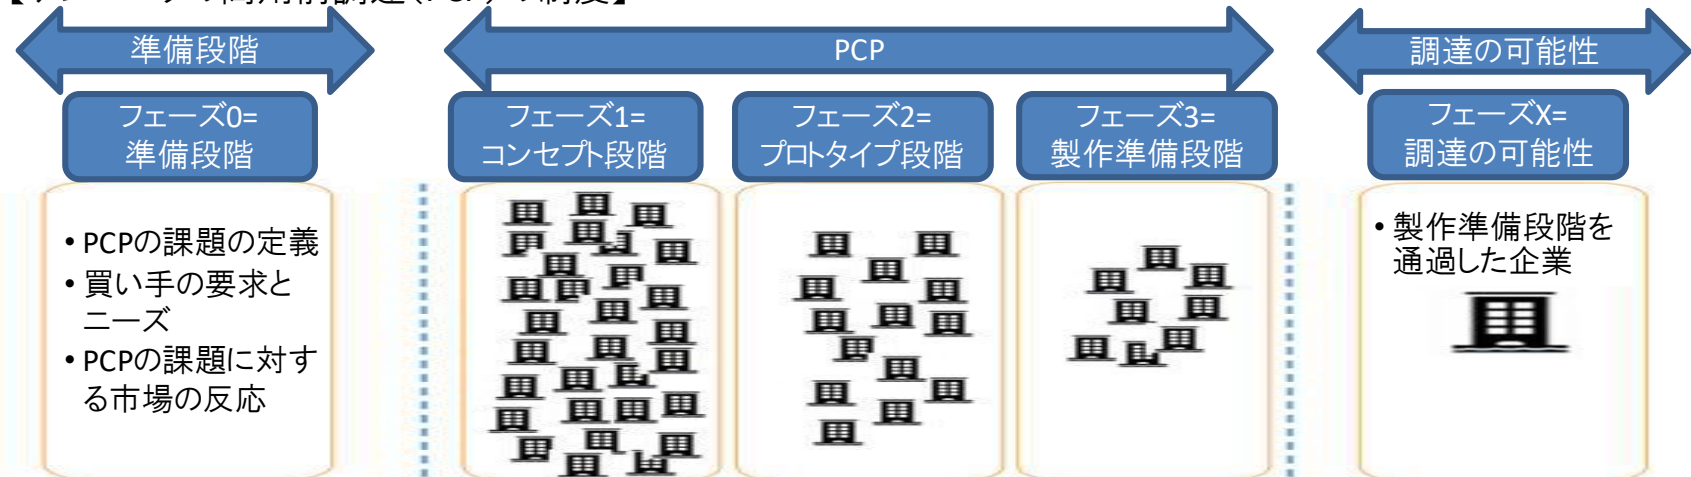 準備段階
PCP
調達の可能性
フェーズ0=
準備段階
フェーズ1=
コンセプト段階
フェーズ2=
プロトタイプ段階
フェーズ3=
製作準備段階
フェーズX=
調達の可能性
• PCPの課題の定義
• 買い手の要求と
ニーズ
• PCPの課題に対す
る市場の反応
• 製作準備段階を
通過した企業